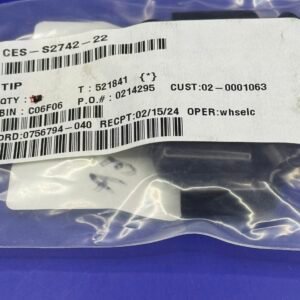 CES-S2742-22
TIP T: 521841 {*}
QTY: P.O.#: 0214295 CUST:02-0001063
BIN: C06F06
ORD:0756794-040 RECPT:02/15/24 OPER:whselc